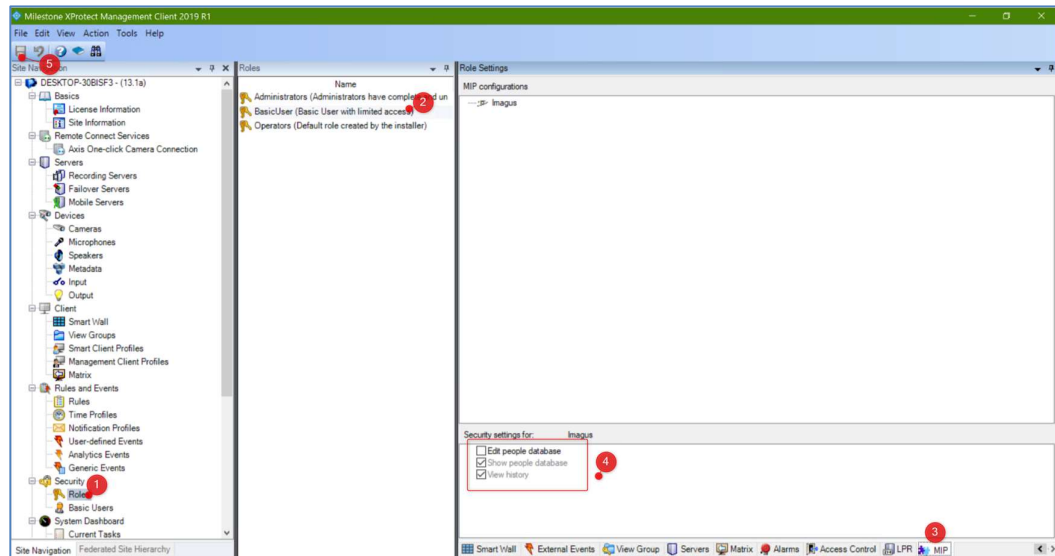 Milestone XProtect Management Client 2019 R1
File Edit View Action Tools Help
5
Site Na on
DESKTOP-30BISF3 - (13.1a)
Basics
License Information
Site Information
Remote Connect Services
Axis One-click Camera Connection
Servers
Recording Servers
Failover Servers
Mobile Servers
Devices
Cameras
Microphones
Speakers
Metadata
Input
Output
Client
Smart Wall
View Groups
Smart Client Profiles
Management Client Profiles
Matrix
Rules and Events
Rules
Time Profiles
Notification Profiles
User-defined Events
Analytics Events
Generic Events
Security
1
Role
Basic Users
System Dashboard
Current Tasks
Site Navigation Federated Site Hierarchy
Roles
Name
Administrators (Administrators have complete d un
2
BasicUser (Basic User with limited access)
Operators (Default role created by the installer)
Role Settings
MIP configurations
Imagus
Security settings for: Imagus
Edit people database
Show people database
4
View history
3
Smart Wall External Events View Group Servers Matrix Alarms Access Control LPR MIP